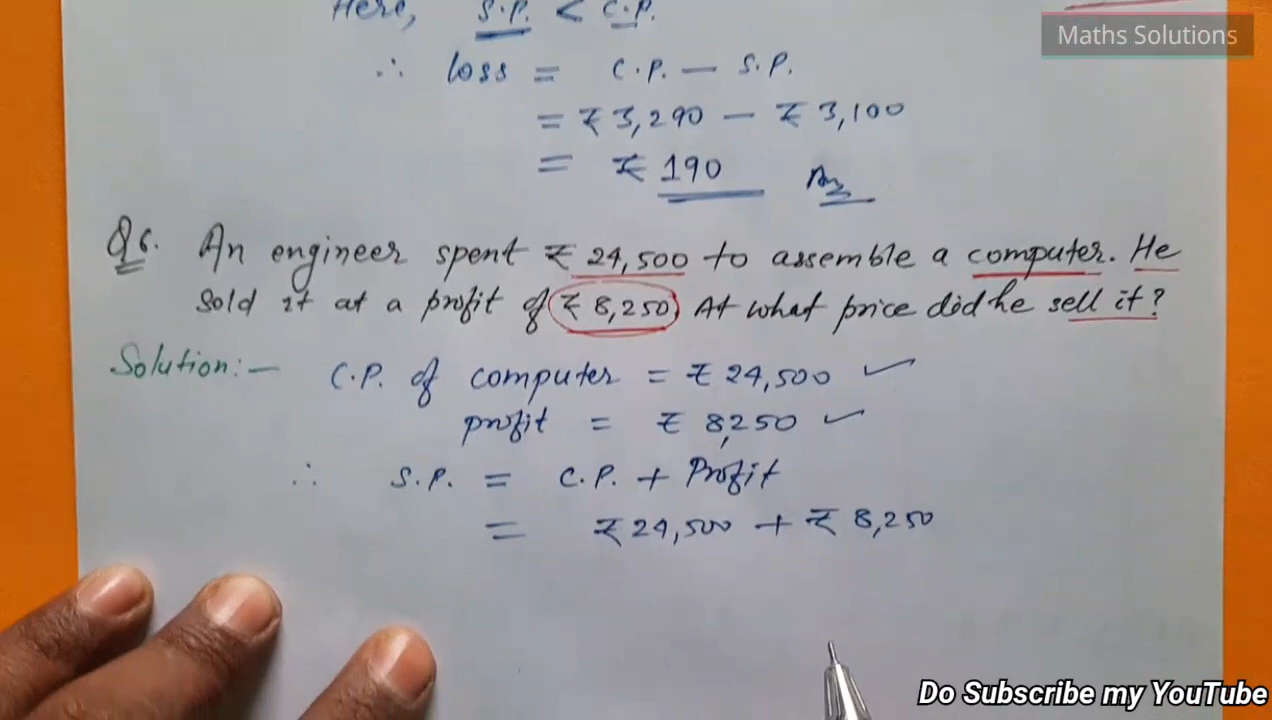 Here, S.P. < C.P.
Maths Solutions
∴ loss = C.P. — S.P.
= ₹ 3,290 — ₹ 3,100
= ₹ 190 Ans
Q6. An engineer spent ₹ 24,500 to assemble a computer. He
sold it at a profit of ₹ 8,250. At what price did he sell it?
Solution:— C.P. of computer = ₹ 24,500 ✓
profit = ₹ 8,250 ✓
∴ S.P. = C.P. + Profit
= ₹ 24,500 + ₹ 8,250
Do Subscribe my YouTube